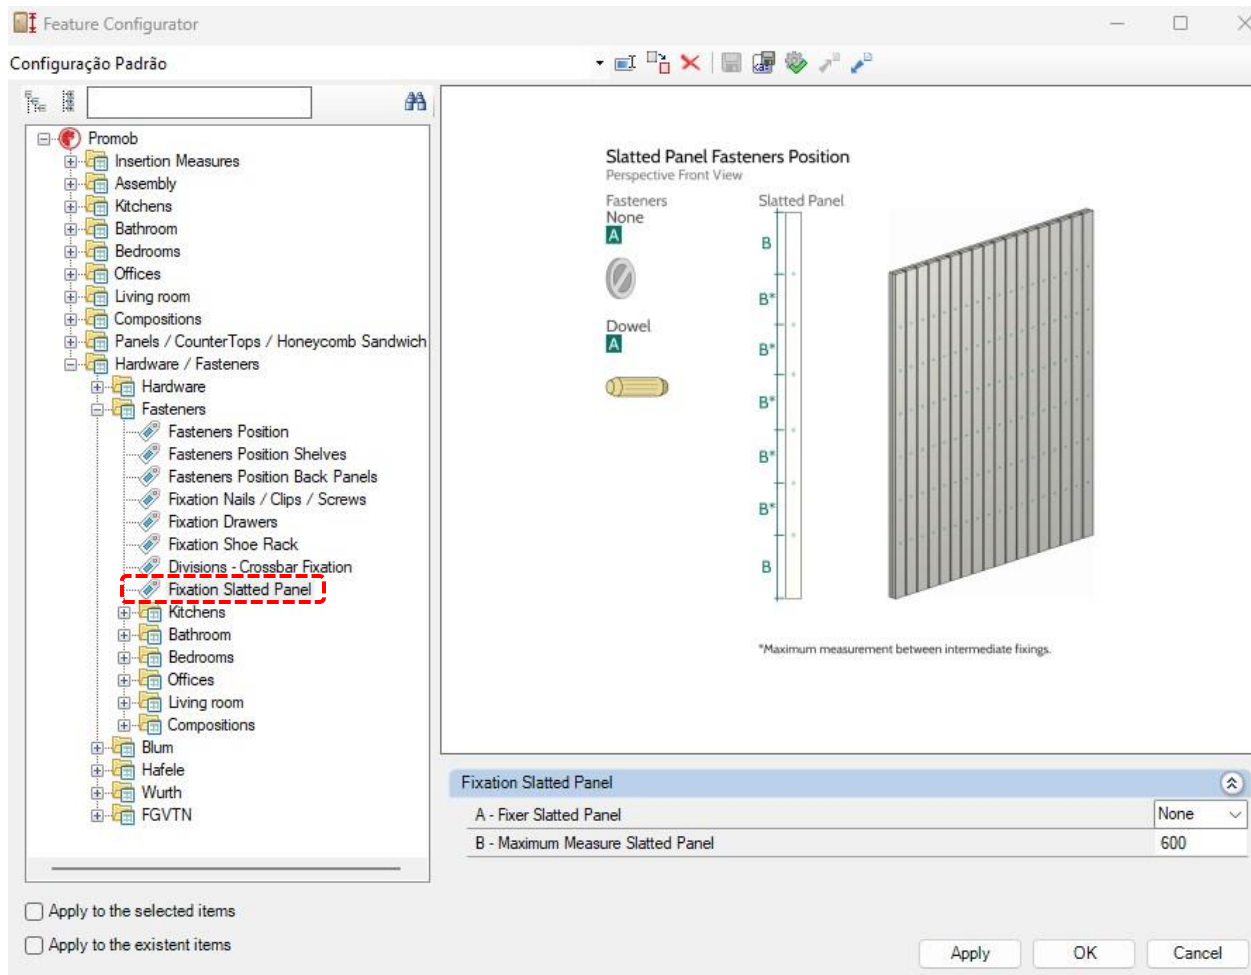 Feature Configurator
Configuração Padrão
Promob
Insertion Measures
Assembly
Kitchens
Bathroom
Bedrooms
Offices
Living room
Compositions
Panels / CounterTops / Honeycomb Sandwich
Hardware / Fasteners
Hardware
Fasteners
Fasteners Position
Fasteners Position Shelves
Fasteners Position Back Panels
Fixation Nails / Clips / Screws
Fixation Drawers
Fixation Shoe Rack
Divisions - Crossbar Fixation
Fixation Slatted Panel
Kitchens
Bathroom
Bedrooms
Offices
Living room
Compositions
Blum
Hafele
Wurth
FGVTN
Slatted Panel Fasteners Position
Perspective Front View
Fasteners
None
A
Dowel
A
Slatted Panel
B
B*
B*
B*
B*
B*
B
*Maximum measurement between intermediate fixings.
Fixation Slatted Panel
A - Fixer Slatted Panel None
B - Maximum Measure Slatted Panel 600
Apply to the selected items
Apply to the existent items
Apply OK Cancel